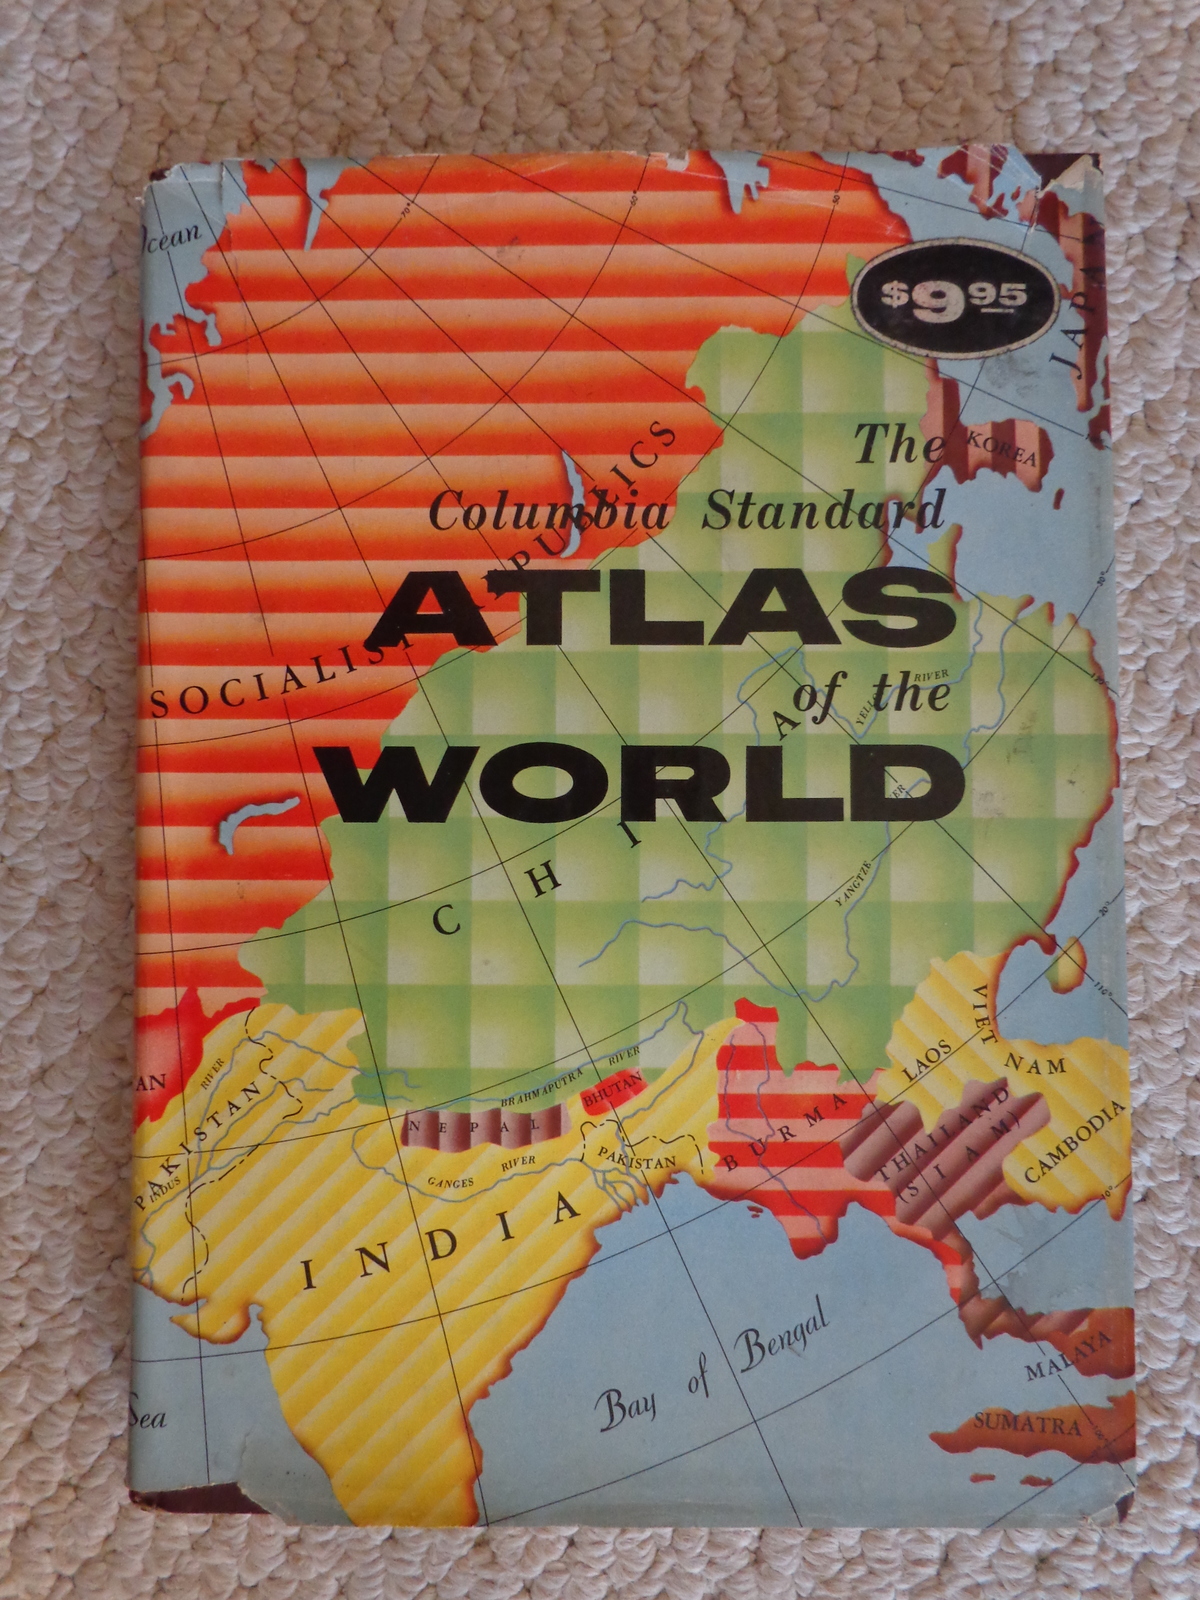 Ocean
$9.95
JAPAN
The
KOREA
Columbia Standard
REPUBLICS
ATLAS
SOCIALIST
of the
YELLOW RIVER
WORLD
CHINA
YANGTZE
VIET NAM
LAOS
RIVER
AN
BRAHMAPUTRA RIVER
BHUTAN
PAKISTAN
INDUS
NEPAL
BURMA
THAILAND
(SIAM)
CAMBODIA
PAKISTAN
GANGES RIVER
INDIA
Bay of Bengal
MALAYA
Sea
SUMATRA